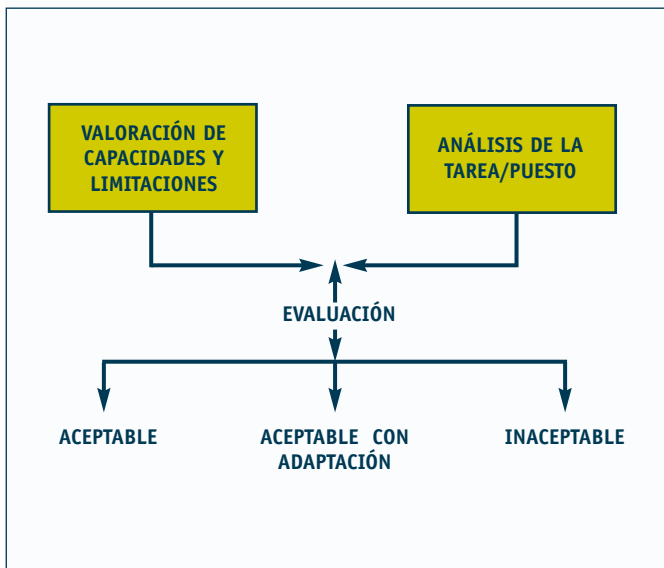 VALORACIÓN DE
CAPACIDADES Y
LIMITACIONES
ANÁLISIS DE LA
TAREA/PUESTO
EVALUACIÓN
ACEPTABLE
ACEPTABLE CON
ADAPTACIÓN
INACEPTABLE